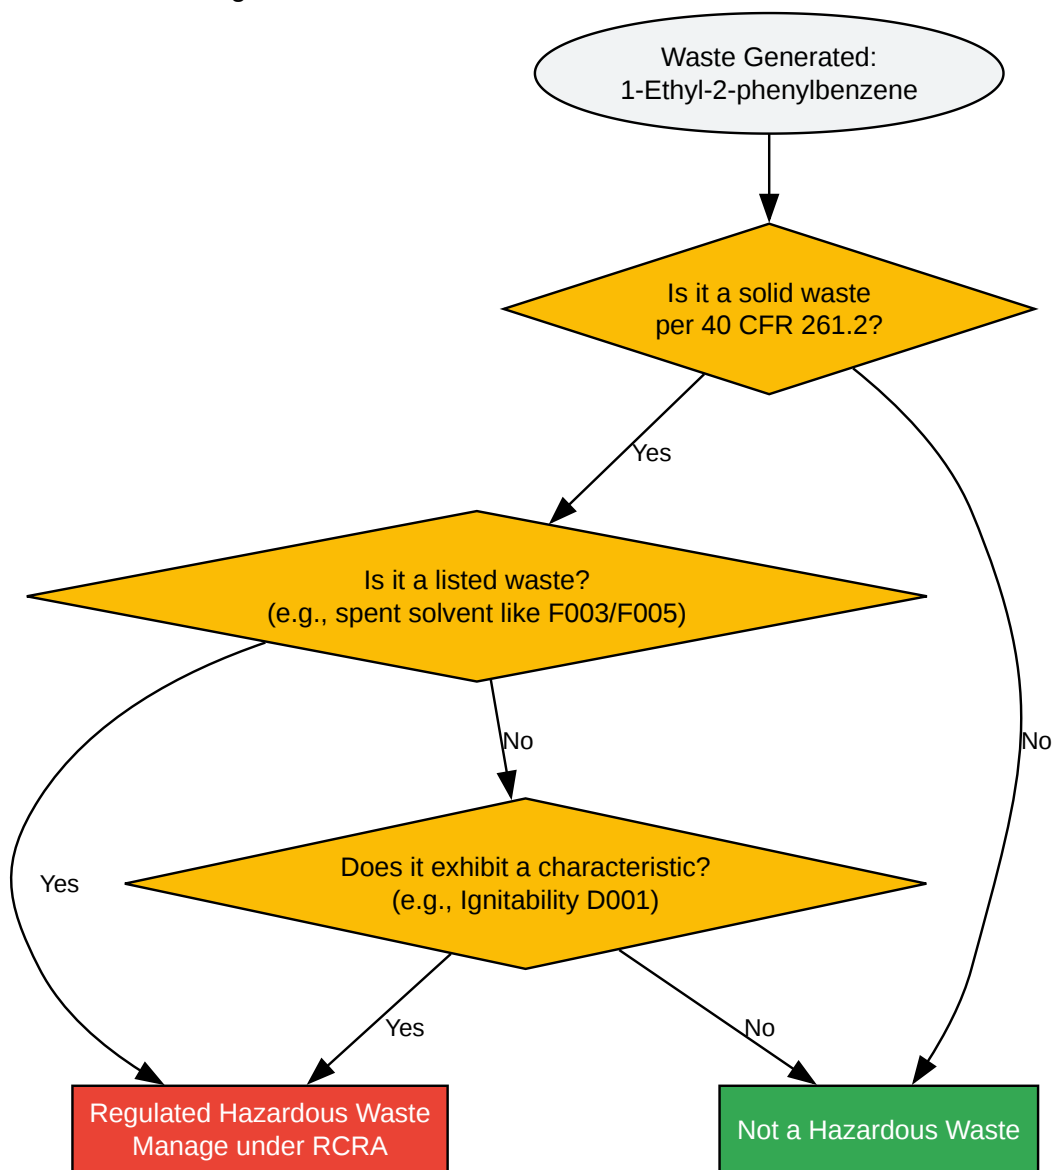 Waste Generated:
1-Ethyl-2-phenylbenzene
Is it a solid waste
per 40 CFR 261.2?
Yes
Is it a listed waste?
(e.g., spent solvent like F003/F005)
No
No
Does it exhibit a characteristic?
(e.g., Ignitability D001)
Yes
Yes
No
Regulated Hazardous Waste
Manage under RCRA
Not a Hazardous Waste